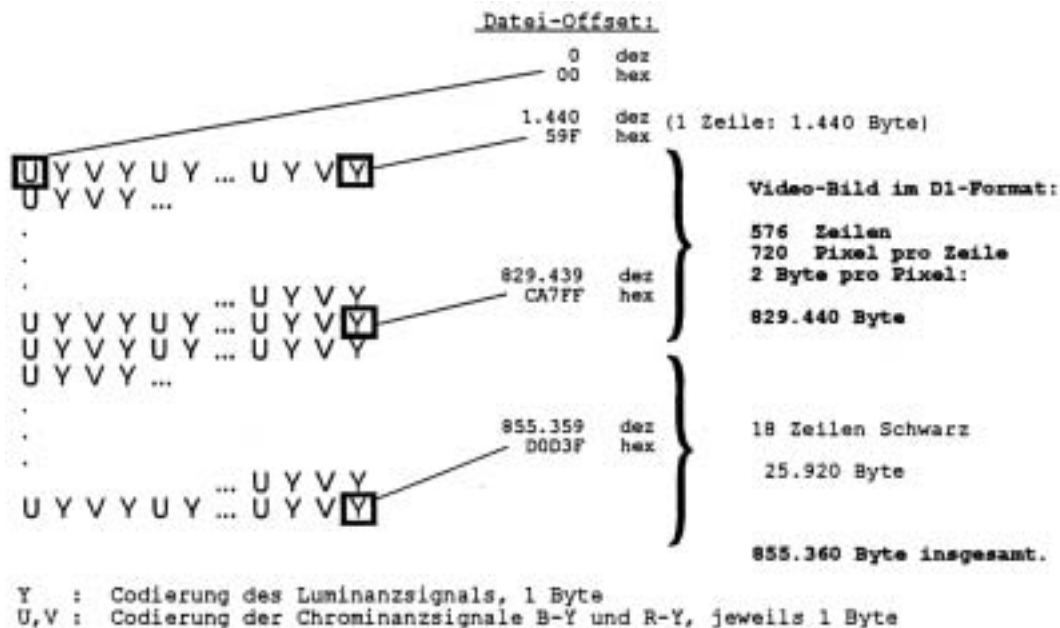 Datei-Offset:
0 dez
00 hex
1.440 dez (1 Zeile: 1.440 Byte)
59F hex
U Y V Y U Y ... U Y V Y
U Y V Y ...
.
.
.
Video-Bild im D1-Format:
576 Zeilen
720 Pixel pro Zeile
2 Byte pro Pixel:
829.440 Byte
829.439 dez
CA7FF hex
... U Y V Y
U Y V Y U Y ... U Y V Y
U Y V Y U Y ... U Y V Y
U Y V Y ...
.
.
.
855.359 dez
D0D3F hex
18 Zeilen Schwarz
25.920 Byte
... U Y V Y
U Y V Y U Y ... U Y V Y
855.360 Byte insgesamt.
Y : Codierung des Luminanzsignals, 1 Byte
U,V : Codierung der Chrominanzsignale B-Y und R-Y, jeweils 1 Byte